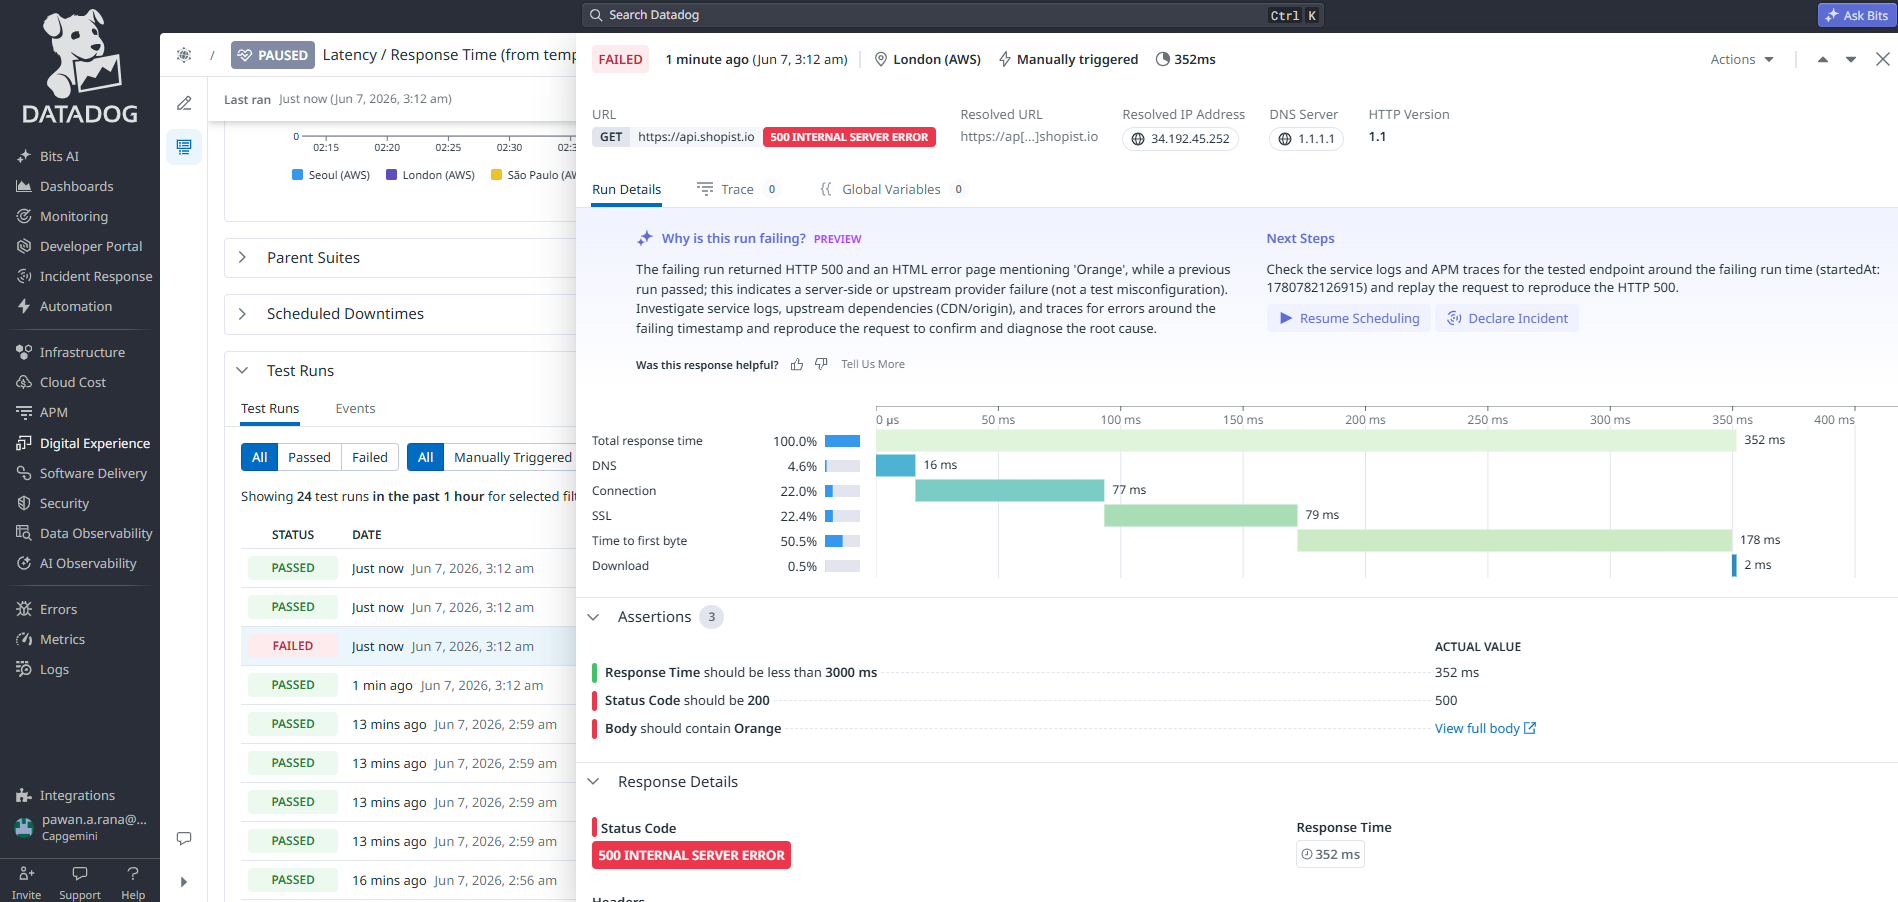 DATADOG
Bits AI
Dashboards
Monitoring
Developer Portal
Incident Response
Automation
Infrastructure
Cloud Cost
APM
Digital Experience
Software Delivery
Security
Data Observability
AI Observability
Errors
Metrics
Logs
Integrations
pawan.a.rana@...
Capgemini
Invite Support Help
Search Datadog Ctrl K
Ask Bits
/ PAUSED Latency / Response Time (from temp
Last ran Just now (Jun 7, 2026, 3:12 am)
0
02:15 02:20 02:25 02:30 02:3
Seoul (AWS) London (AWS) São Paulo (AW
Parent Suites
Scheduled Downtimes
Test Runs
Test Runs Events
All Passed Failed All Manually Triggered
Showing 24 test runs in the past 1 hour for selected filt
STATUS DATE
PASSED Just now Jun 7, 2026, 3:12 am
PASSED Just now Jun 7, 2026, 3:12 am
FAILED Just now Jun 7, 2026, 3:12 am
PASSED 1 min ago Jun 7, 2026, 3:12 am
PASSED 13 mins ago Jun 7, 2026, 2:59 am
PASSED 13 mins ago Jun 7, 2026, 2:59 am
PASSED 13 mins ago Jun 7, 2026, 2:59 am
PASSED 13 mins ago Jun 7, 2026, 2:59 am
PASSED 16 mins ago Jun 7, 2026, 2:56 am
FAILED 1 minute ago (Jun 7, 3:12 am) London (AWS) Manually triggered 352ms Actions
URL Resolved URL Resolved IP Address DNS Server HTTP Version
GET https://api.shopist.io 500 INTERNAL SERVER ERROR https://ap[...]shopist.io 34.192.45.252 1.1.1.1 1.1
Run Details Trace 0 Global Variables 0
Why is this run failing? PREVIEW
The failing run returned HTTP 500 and an HTML error page mentioning 'Orange', while a previous
run passed; this indicates a server-side or upstream provider failure (not a test misconfiguration).
Investigate service logs, upstream dependencies (CDN/origin), and traces for errors around the
failing timestamp and reproduce the request to confirm and diagnose the root cause.
Was this response helpful? Tell Us More
Next Steps
Check the service logs and APM traces for the tested endpoint around the failing run time (startedAt:
1780782126915) and replay the request to reproduce the HTTP 500.
Resume Scheduling Declare Incident
0 µs 50 ms 100 ms 150 ms 200 ms 250 ms 300 ms 350 ms 400 ms
Total response time 100.0% 352 ms
DNS 4.6% 16 ms
Connection 22.0% 77 ms
SSL 22.4% 79 ms
Time to first byte 50.5% 178 ms
Download 0.5% 2 ms
Assertions 3
ACTUAL VALUE
Response Time should be less than 3000 ms 352 ms
Status Code should be 200 500
Body should contain Orange View full body
Response Details
Status Code Response Time
500 INTERNAL SERVER ERROR 352 ms
Headers